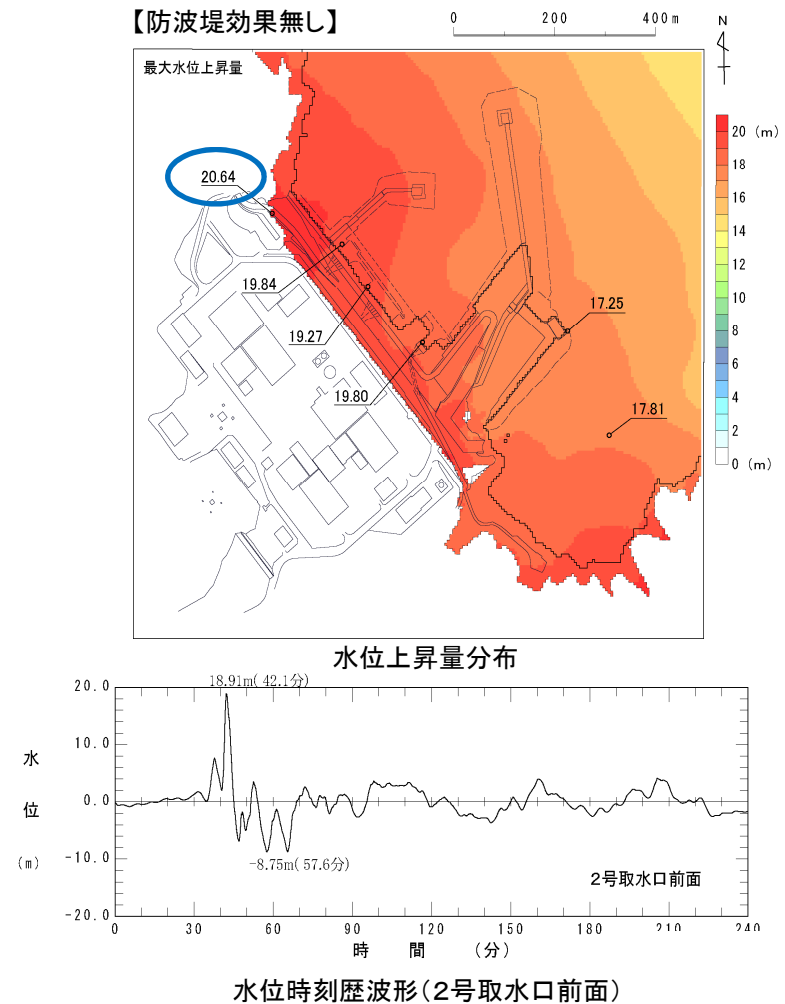 【防波堤効果無し】
0 200 400m
N
最大水位上昇量
20.64
19.84
19.27
19.80
17.25
17.81
20 (m)
18
16
14
12
10
8
6
4
2
0 (m)
水位上昇量分布
18.91m( 42.1分)
20.0
10.0
0.0
-10.0
-20.0
水位
(m)
-8.75m( 57.6分)
2号取水口前面
0 30 60 90 120 150 180 210 240
時 間 (分)
水位時刻歴波形(2号取水口前面)